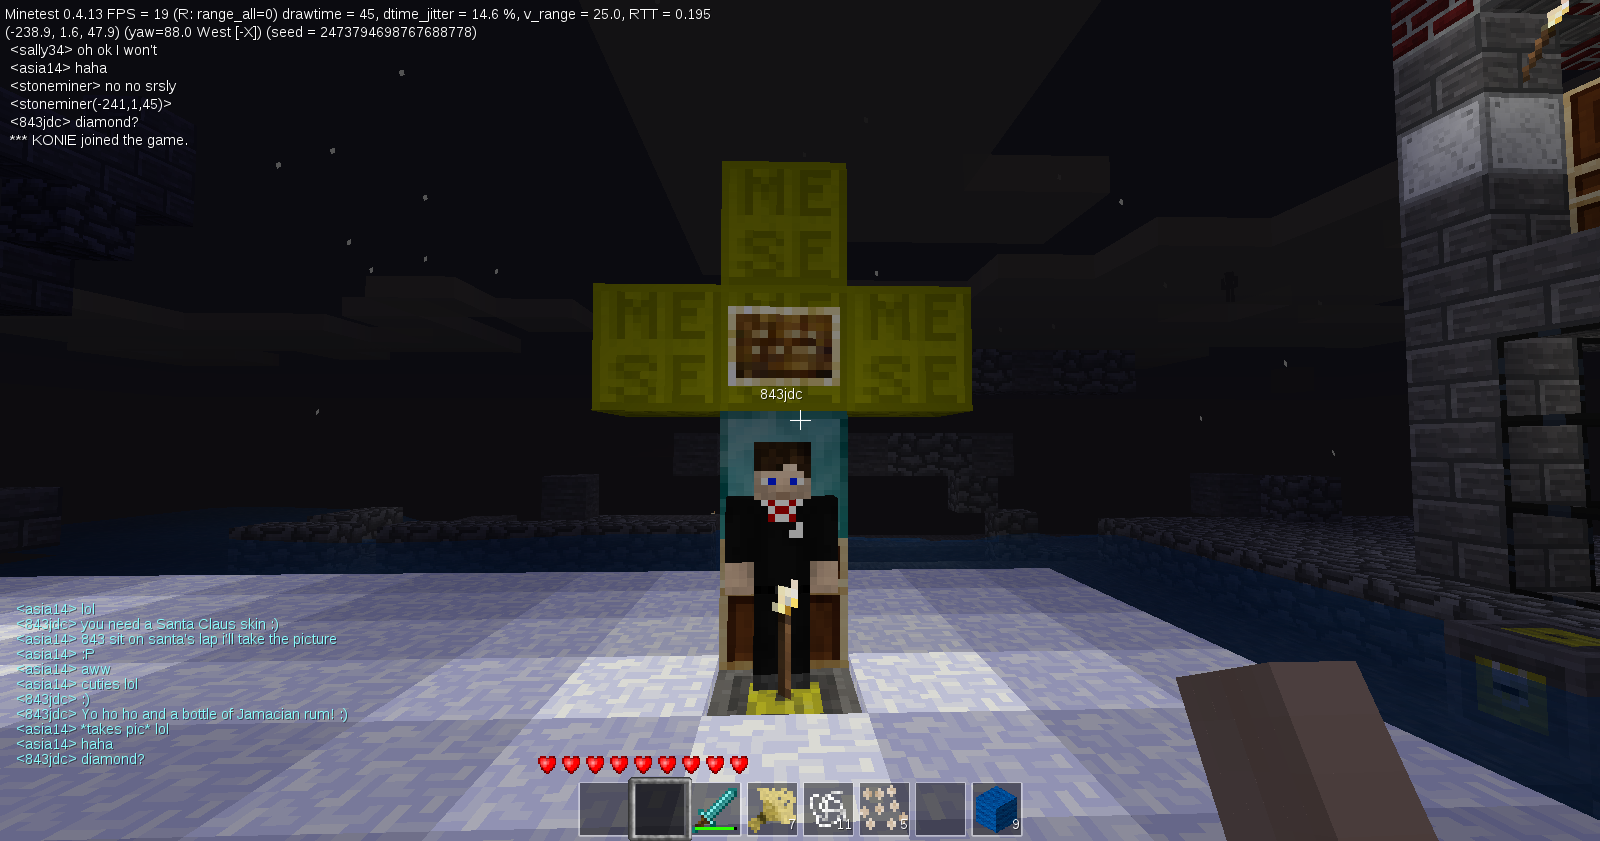 Minetest 0.4.13 FPS = 19 (R: range_all=0) drawtime = 45, dtime_jitter = 14.6 %, v_range = 25.0, RTT = 0.195
(-238.9, 1.6, 47.9) (yaw=88.0 West [-X]) (seed = 2473794698767688778)
<sally34> oh ok I won't
<asia14> haha
<stoneminer> no no srsly
<stoneminer(-241,1,45)>
<843jdc> diamond?
*** KONIE joined the game.
ME
SE
ME
ME
SE
SE
843jdc
<asia14> lol
<843jdc> you need a Santa Claus skin :)
<asia14> 843 sit on santa's lap i'll take the picture
<asia14> :P
<asia14> aww
<asia14> cuties lol
<843jdc> :)
<843jdc> Yo ho ho and a bottle of Jamacian rum! :)
<asia14> *takes pic* lol
<asia14> haha
<843jdc> diamond?
7 11 5 9